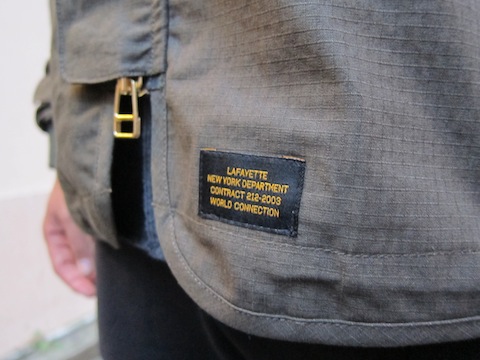 LAFAYETTE
NEW YORK DEPARTMENT
CONTRACT 212-2003
WORLD CONNECTION